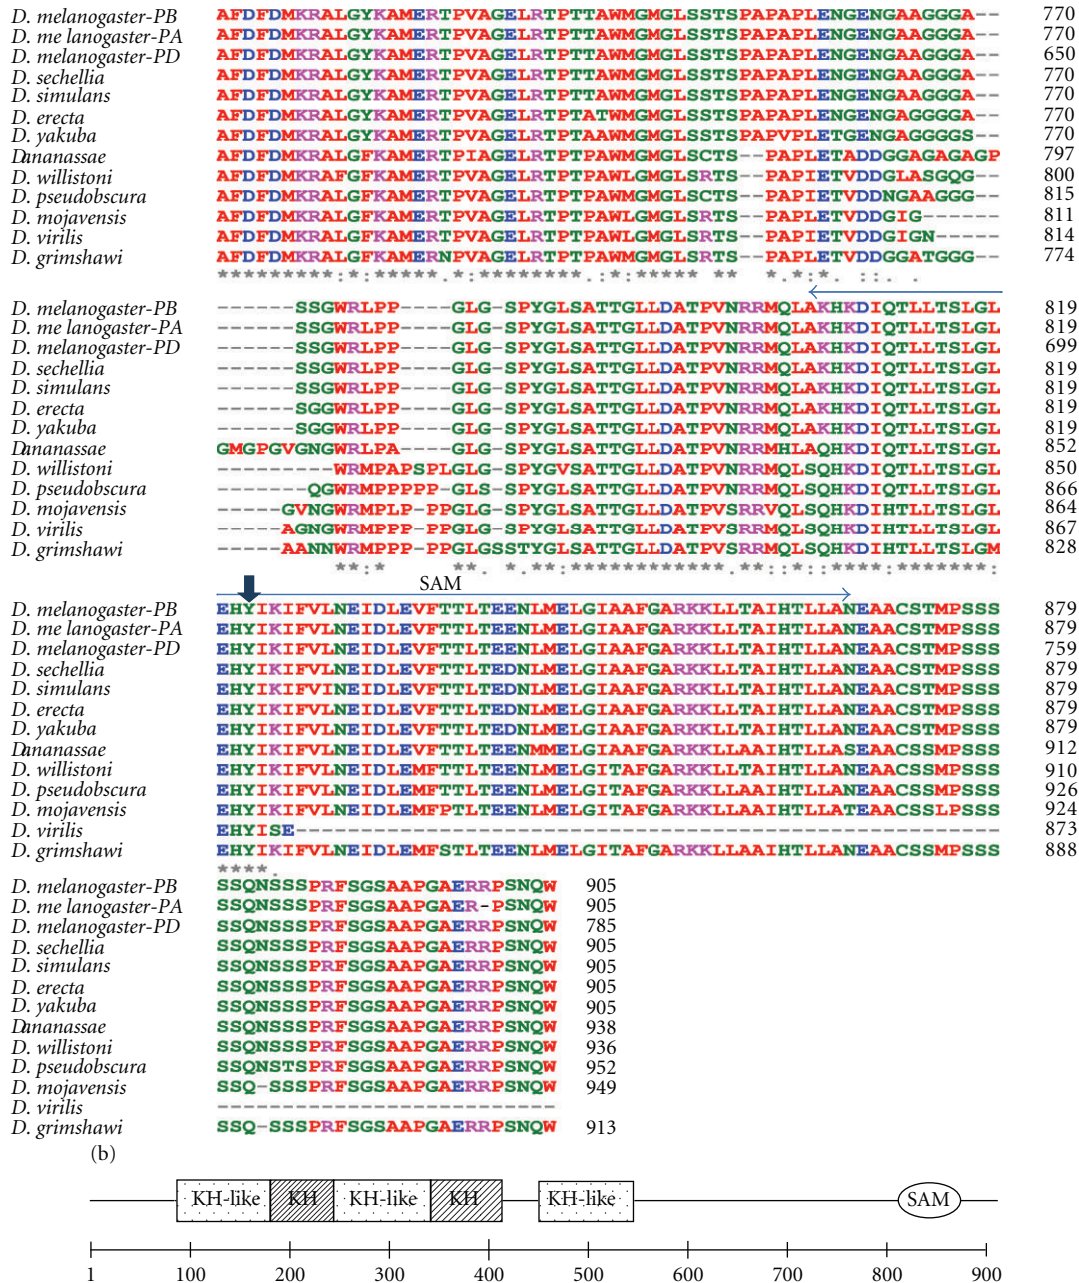 D. melanogaster-PB AFDFDMKRALGYKAMERTPVAGELRTPTTAWMGMGLSSTSPAPAPLENGENGAAGGGA-- 770
D. me lanogaster-PA AFDFDMKRALGYKAMERTPVAGELRTPTTAWMGMGLSSTSPAPAPLENGENGAAGGGA-- 770
D. melanogaster-PD AFDFDMKRALGYKAMERTPVAGELRTPTTAWMGMGLSSTSPAPAPLENGENGAAGGGA-- 650
D. sechellia AFDFDMKRALGYKAMERTPVAGELRTPTTAWMGMGLSSTSPAPAPLENGENGAAGGGA-- 770
D. simulans AFDFDMKRALGYKAMERTPVAGELRTPTTAWMGMGLSSTSPAPAPLENGENGAAGGGA-- 770
D. erecta AFDFDMKRALGYKAMERTPVAGELRTPTATWMGMGLSSTSPAPAPLENGENGAGGGGA-- 770
D. yakuba AFDFDMKRALGYKAMERTPVAGELRTPTAAWMGMGLSSTSPAPVPLETGENGAGGGGS-- 770
Dananassae AFDFDMKRALGFKAMERTPIAGELRTPTPAWMGMGLSCTS--PAPLETADDGGAGAGAGP 797
D. willistoni AFDFDMKRAFGFKAMERTPVAGELRTPTPAWLGMGLSRTS--PAPIETVDDGLASGQG-- 800
D. pseudobscura AFDFDMKRALGFKAMERTPVAGELRTPTPAWMGMGLSCTS--PAPIETVDDNGAAGGG-- 815
D. mojavensis AFDFDMKRALGFKAMERTPVAGELRTPTPAWLGMGLSRTS--PAPLETVDDGIG------ 811
D. virilis AFDFDMKRALGFKAMERTPVAGELRTPTPAWLGMGLSRTS--PAPIETVDDGIGN----- 814
D. grimshawi AFDFDMKRALGFKAMERNPVAGELRTPTPAWMGMGLSRTS--PAPLETVDDGGATGGG-- 774
*********:*:*****.*:********.:*:***** ** *.*:*. ::. .
D. melanogaster-PB ------SSGWRLPP----GLG-SPYGLSATTGLLDATPVNRRMQLAKHKDIQTLLTSLGL 819
D. me lanogaster-PA ------SSGWRLPP----GLG-SPYGLSATTGLLDATPVNRRMQLAKHKDIQTLLTSLGL 819
D. melanogaster-PD ------SSGWRLPP----GLG-SPYGLSATTGLLDATPVNRRMQLAKHKDIQTLLTSLGL 699
D. sechellia ------SSGWRLPP----GLG-SPYGLSATTGLLDATPVNRRMQLAKHKDIQTLLTSLGL 819
D. simulans ------SSGWRLPP----GLG-SPYGLSATTGLLDATPVNRRMQLAKHKDIQTLLTSLGL 819
D. erecta ------SGGWRLPP----GLG-SPYGLSATTGLLDATPVNRRMQLAKHKDIQTLLTSLGL 819
D. yakuba ------SGGWRLPP----GLG-SPYGLSATTGLLDATPVNRRMQLAKHKDIQTLLTSLGL 819
Dananassae GMGPGVGNGWRLPA----GLG-SPYGLSATTGLLDATPVNRRMHLAQHKDIQTLLTSLGL 852
D. willistoni ---------WRMPAPSPLGLG-SPYGVSATTGLLDATPVNRRMQLSQHKDIQTLLTSLGL 850
D. pseudobscura -------QGWRMPPPPP-GLS-SPYGLSATTGLLDATPVNRRMQLSQHKDIQTLLTSLGL 866
D. mojavensis -----GVNGWRMPLP-PPGLG-SPYGLSATTGLLDATPVSRRVQLSQHKDIHTLLTSLGL 864
D. virilis -----AGNGWRMPPP-PPGLG-SPYGLSATTGLLDATPVSRRMQLSQHKDIHTLLTSLGL 867
D. grimshawi -----AANNWRMPPP-PPGLGSSTYGLSATTGLLDATPVSRRMQLSQHKDIHTLLTSLGM 828
**:* **. .*.**:************.**::*::****:*******:
SAM
D. melanogaster-PB EHYIKIFVLNEIDLEVFTTLTEENLMELGIAAFGARKKLLTAIHTLLANEAACSTMPSSS 879
D. me lanogaster-PA EHYIKIFVLNEIDLEVFTTLTEENLMELGIAAFGARKKLLTAIHTLLANEAACSTMPSSS 879
D. melanogaster-PD EHYIKIFVLNEIDLEVFTTLTEENLMELGIAAFGARKKLLTAIHTLLANEAACSTMPSSS 759
D. sechellia EHYIKIFVLNEIDLEVFTTLTEDNLMELGIAAFGARKKLLTAIHTLLANEAACSTMPSSS 879
D. simulans EHYIKIFVINEIDLEVFTTLTEDNLMELGIAAFGARKKLLTAIHTLLANEAACSTMPSSS 879
D. erecta EHYIKIFVLNEIDLEVFTTLTEDNLMELGIAAFGARKKLLTAIHTLLANEAACSTMPSSS 879
D. yakuba EHYIKIFVLNEIDLEVFTTLTEDNLMELGIAAFGARKKLLTAIHTLLANEAACSTMPSSS 879
Dananassae EHYIKIFVLNEIDLEVFTTLTEENMMELGIAAFGARKKLLAAIHTLLASEAACSTMPSSS 912
D. willistoni EHYIKIFVLNEIDLEMFTTLTEENLMELGITAFGARKKLLTAIHTLLANEAACSSMPSSS 910
D. pseudobscura EHYIKIFVLNEIDLEMFTTLTEENLMELGITAFGARKKLLAAIHTLLANEAACSSMPSSS 926
D. mojavensis EHYIKIFVLNEIDLEMFPTLTEENLMELGITAFGARKKLLAAIHTLLATEAACSSLPSSS 924
D. virilis EHYISE------------------------------------------------------ 873
D. grimshawi EHYIKIFVLNEIDLEMFSTLTEENLMELGITAFGARKKLLAAIHTLLANEAACSSMPSSS 888
****.
D. melanogaster-PB SSQNSSSPRFSGSAAPGAERRPSNQW 905
D. me lanogaster-PA SSQNSSSPRFSGSAAPGAER-PSNQW 905
D. melanogaster-PD SSQNSSSPRFSGSAAPGAERRPSNQW 785
D. sechellia SSQNSSSPRFSGSAAPGAERRPSNQW 905
D. simulans SSQNSSSPRFSGSAAPGAERRPSNQW 905
D. erecta SSQNSSSPRFSGSAAPGAERRPSNQW 905
D. yakuba SSQNSSSPRFSGSAAPGAERRPSNQW 905
Dananassae SSQNSSSPRFSGSAAPGAERRPSNQW 938
D. willistoni SSQNSSSPRFSGSAAPGAERRPSNQW 936
D. pseudobscura SSQNSTSPRFSGSAAPGAERRPSNQW 952
D. mojavensis SSQ-SSSPRFSGSAAPGAERRPSNQW 949
D. virilis --------------------------
D. grimshawi SSQ-SSSPRFSGSAAPGAERRPSNQW 913
(b)
KH-like KH KH-like KH KH-like SAM
1 100 200 300 400 500 600 700 800 900